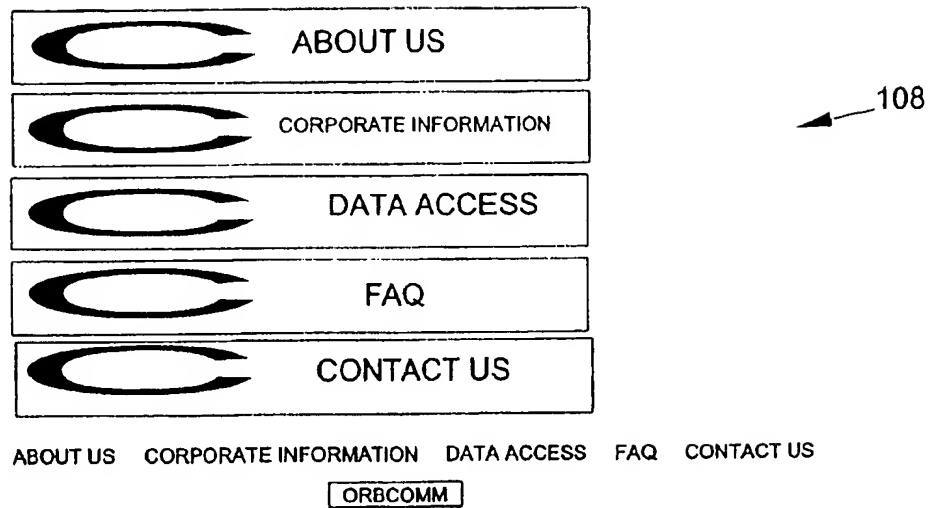 ABOUT US
108
CORPORATE INFORMATION
DATA ACCESS
FAQ
CONTACT US
ABOUT US CORPORATE INFORMATION DATA ACCESS FAQ CONTACT US
ORBCOMM